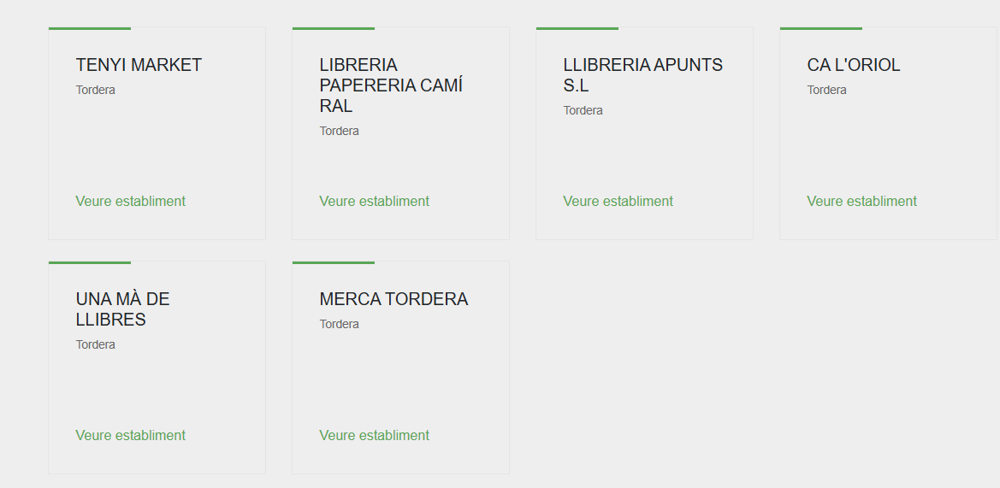 TENYI MARKET
Tordera
Veure establiment
LIBRERIA
PAPERERIA CAMÍ
RAL
Tordera
Veure establiment
LLIBRERIA APUNTS
S.L
Tordera
Veure establiment
CA L'ORIOL
Tordera
Veure establiment
UNA MÀ DE
LLIBRES
Tordera
Veure establiment
MERCA TORDERA
Tordera
Veure establiment